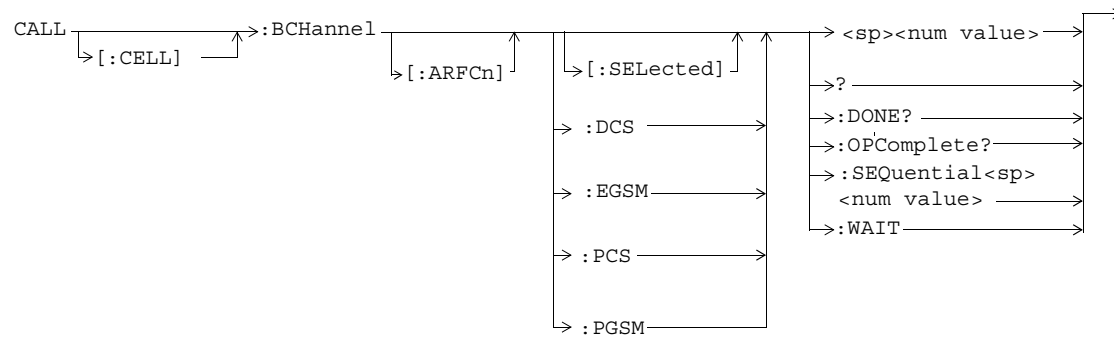 CALL
[:CELL]
:BCHannel
[:ARFCn]
[:SELected]
:DCS
:EGSM
:PCS
:PGSM
<sp><num value>
?
:DONE?
:OPComplete?
:SEQuential<sp>
<num value>
:WAIT